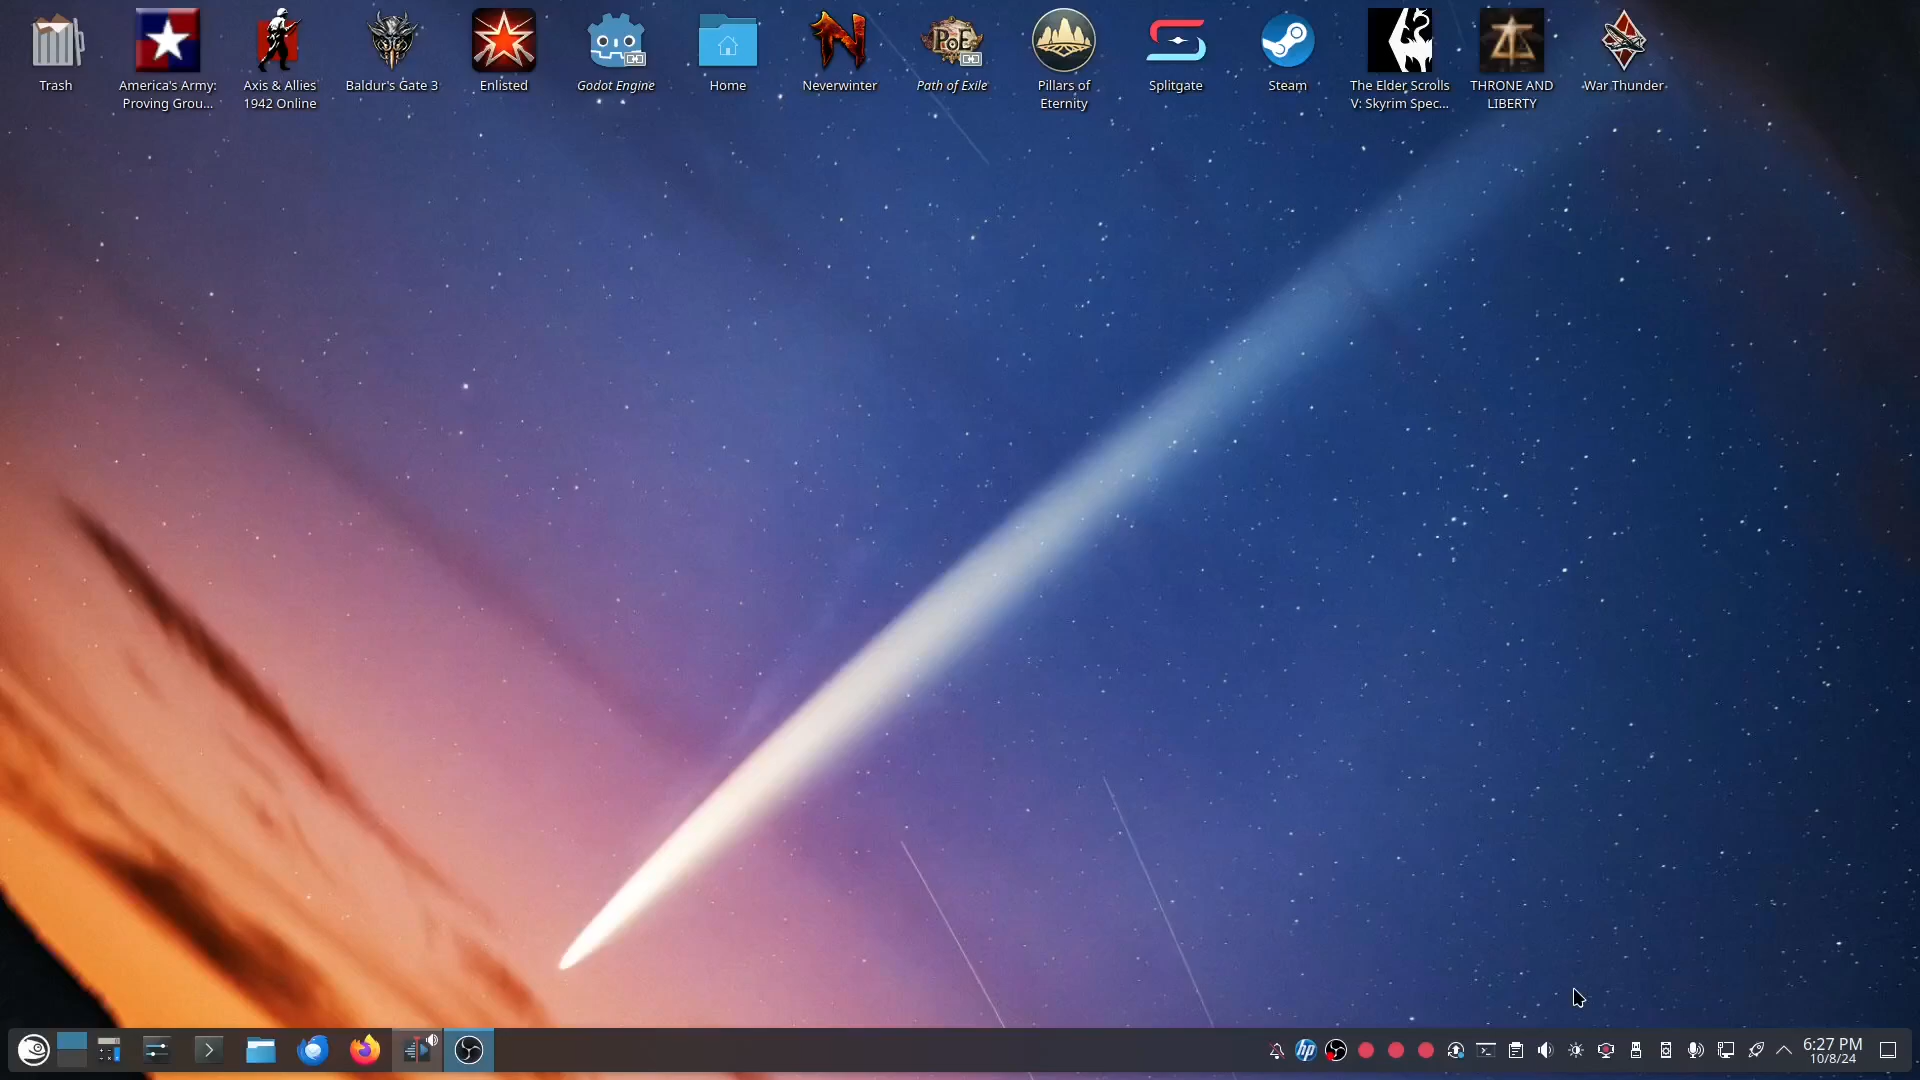 Trash
America's Army:
Proving Grou...
Axis & Allies
1942 Online
Baldur's Gate 3
Enlisted
Godot Engine
Home
Neverwinter
PoE
Path of Exile
Pillars of
Eternity
Splitgate
Steam
The Elder Scrolls
V: Skyrim Spec...
THRONE AND
LIBERTY
War Thunder
hp
6:27 PM
10/8/24